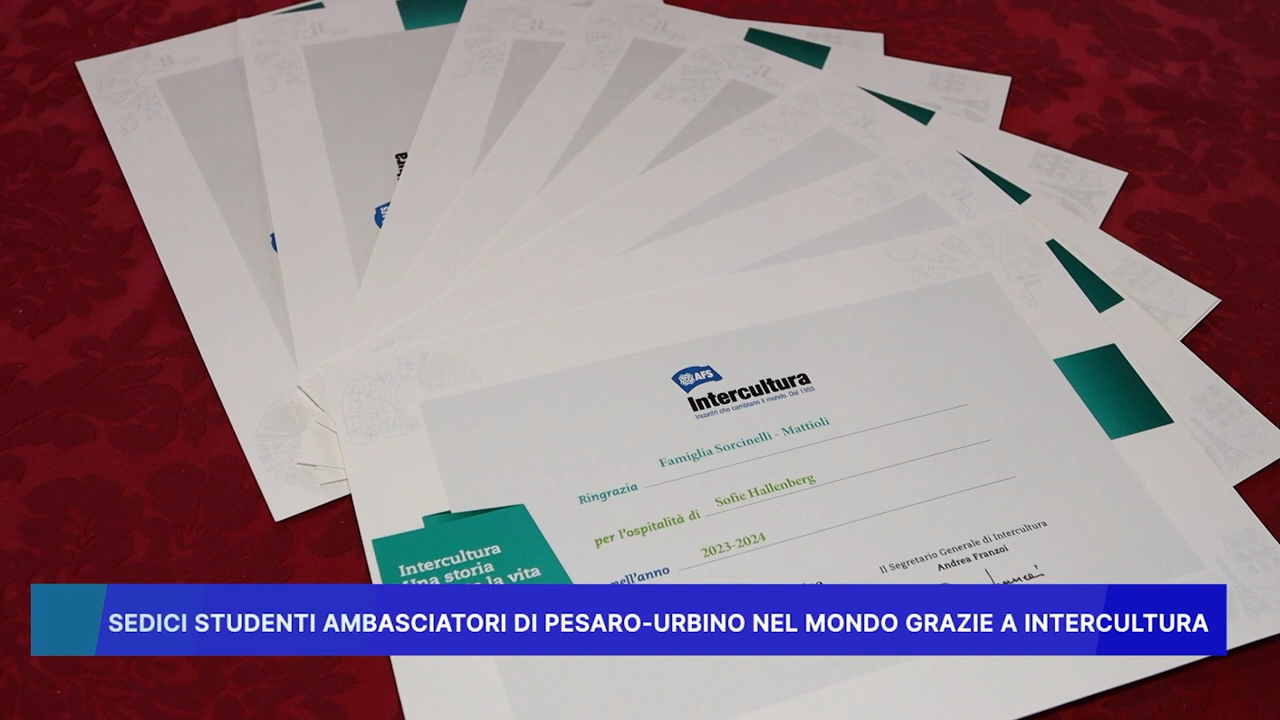 AFS
Intercultura
Incontri che cambiano il mondo. Dal 1955
Ringrazia Famiglia Sorcinelli - Mattioli
per l'ospitalità di Sofie Hallenberg
nell'anno 2023-2024
Il Segretario Generale di Intercultura
Andrea Franzoi
Intercultura
Una storia
la vita
SEDICI STUDENTI AMBASCIATORI DI PESARO-URBINO NEL MONDO GRAZIE A INTERCULTURA